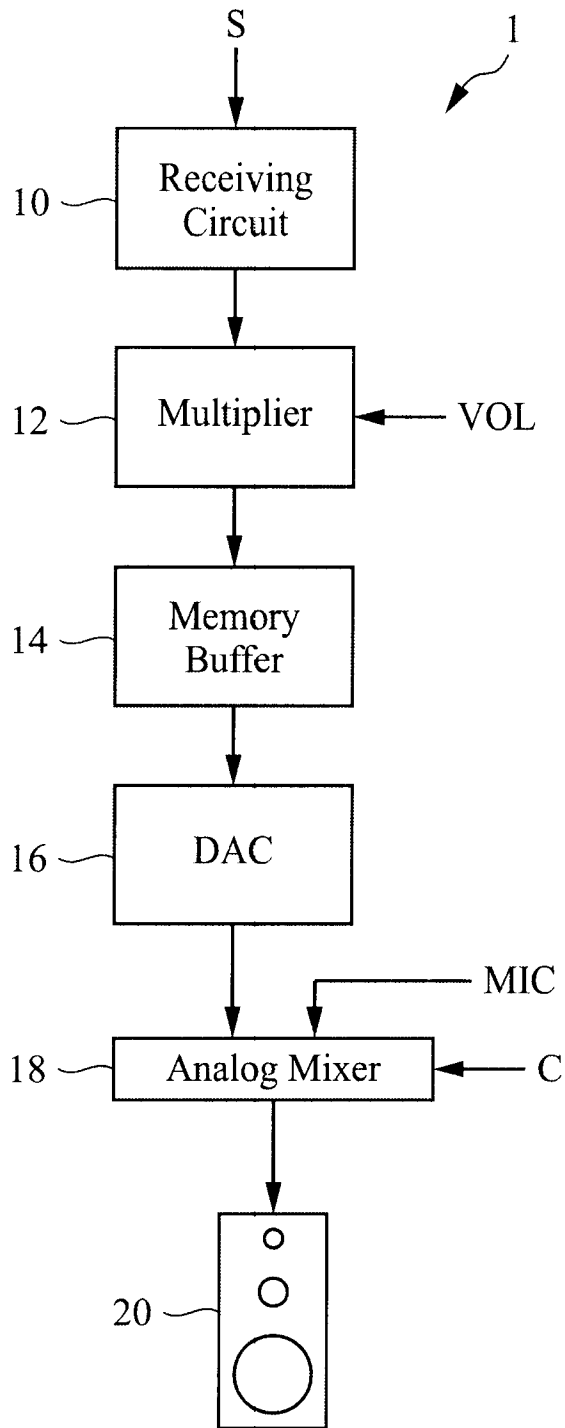 S
1
Receiving
Circuit
10
Multiplier
12
VOL
Memory
Buffer
14
DAC
16
MIC
Analog Mixer
18
C
20